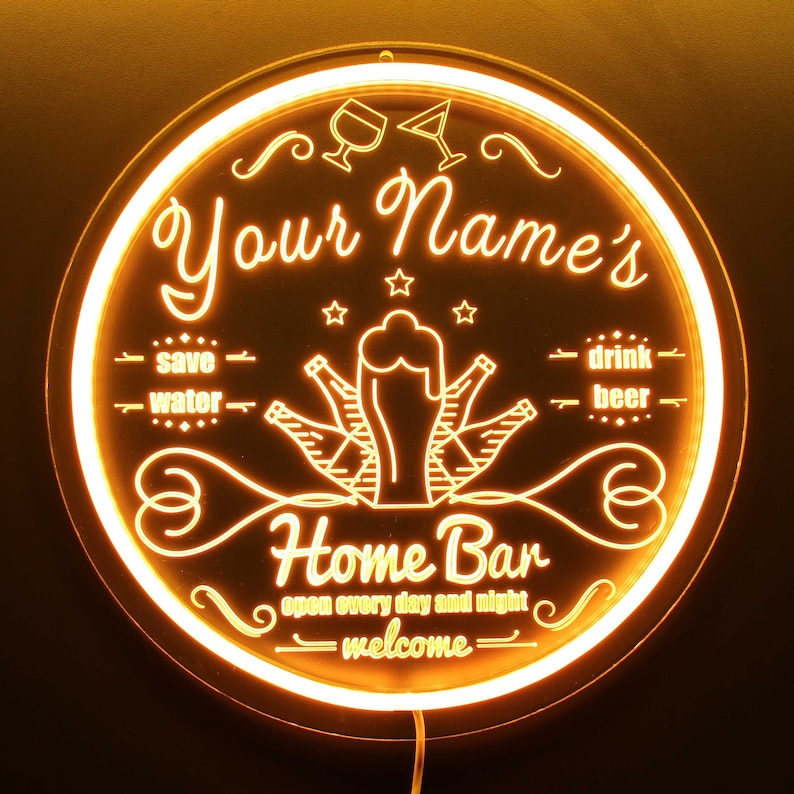 Your Name's
save
water
drink
beer
Home Bar
open every day and night
welcome